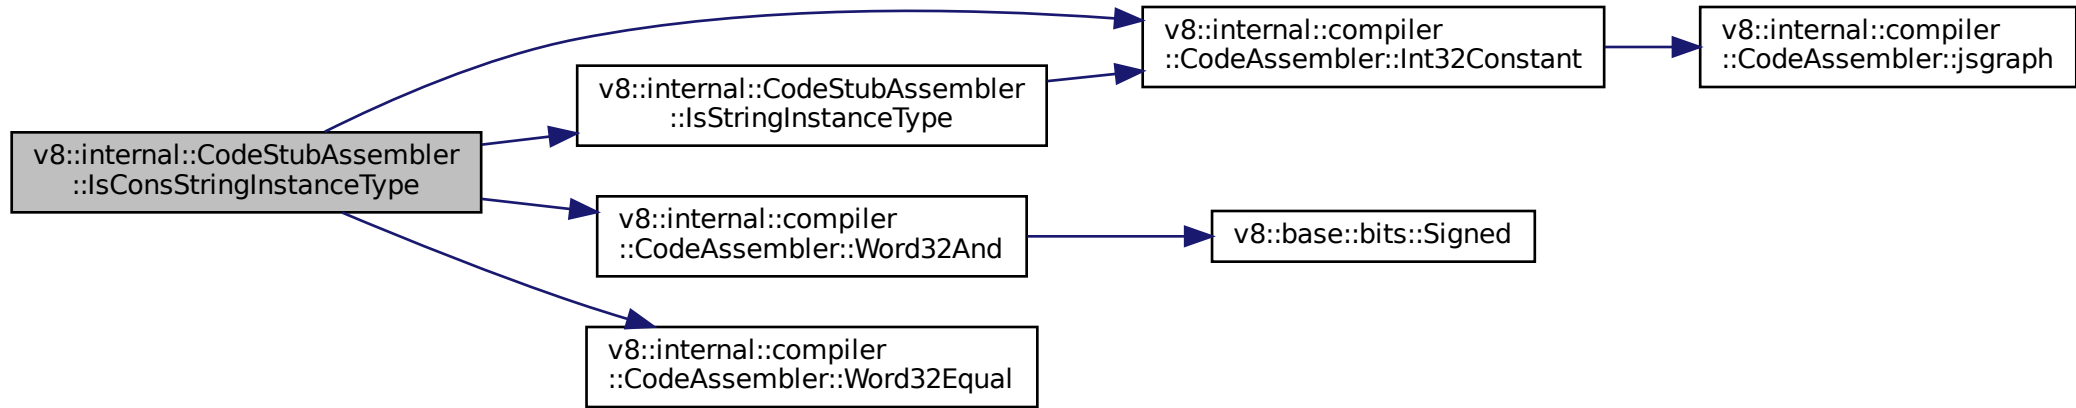 v8::internal::CodeStubAssembler
::IsConsStringInstanceType
v8::internal::compiler
::CodeAssembler::Int32Constant
v8::internal::compiler
::CodeAssembler::jsgraph
v8::internal::CodeStubAssembler
::IsStringInstanceType
v8::internal::compiler
::CodeAssembler::Word32And
v8::base::bits::Signed
v8::internal::compiler
::CodeAssembler::Word32Equal